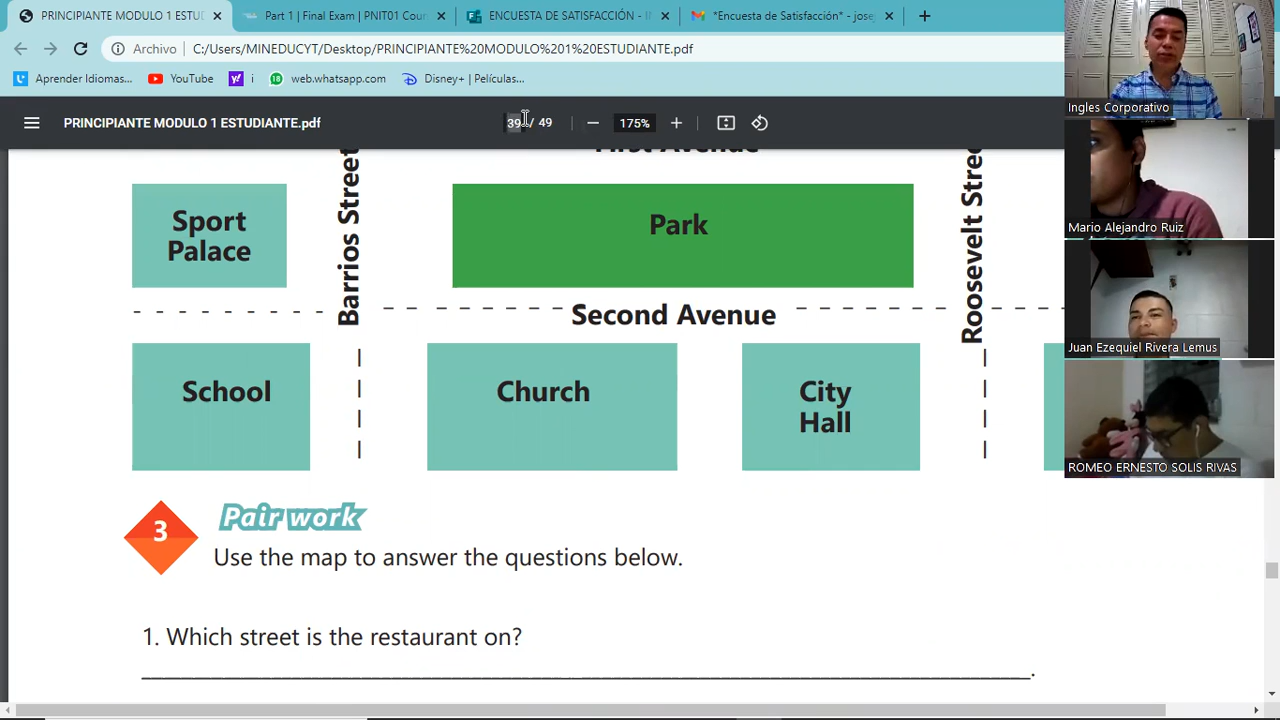 PRINCIPIANTE MODULO 1 ESTUD
Part 1 | Final Exam | PNIT01 Cour
ENCUESTA DE SATISFACCIÓN - I
*Encuesta de Satisfacción* - jose
Archivo
C:/Users/MINEDUCYT/Desktop/PRINCIPIANTE%20MODULO%201%20ESTUDIANTE.pdf
Aprender Idiomas...
YouTube
i
web.whatsapp.com
Disney+ | Películas,...
PRINCIPIANTE MODULO 1 ESTUDIANTE.pdf
39 / 49
175%
First Avenue
Sport
Palace
Barrios Street
Park
Roosevelt Stree
Second Avenue
School
Church
City
Hall
3
Pair work
Use the map to answer the questions below.
1. Which street is the restaurant on?
Ingles Corporativo
Mario Alejandro Ruiz
Juan Ezequiel Rivera Lemus
ROMEO ERNESTO SOLIS RIVAS